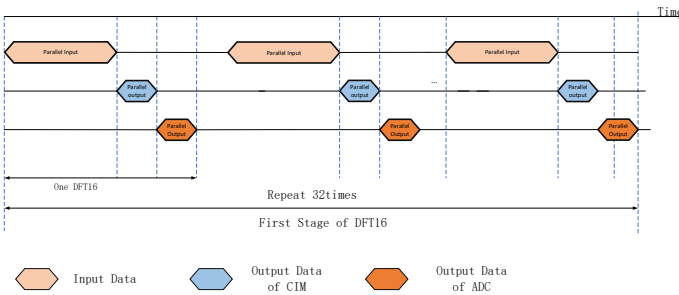 Time
Parallel Input
Parallel Input
Parallel Input
Parallel
output
Parallel
output
...
Parallel
output
Parallel
Output
Parallel
Output
Parallel
Output
One DFT16
Repeat 32times
First Stage of DFT16
Input Data
Output Data
of CIM
Output Data
of ADC